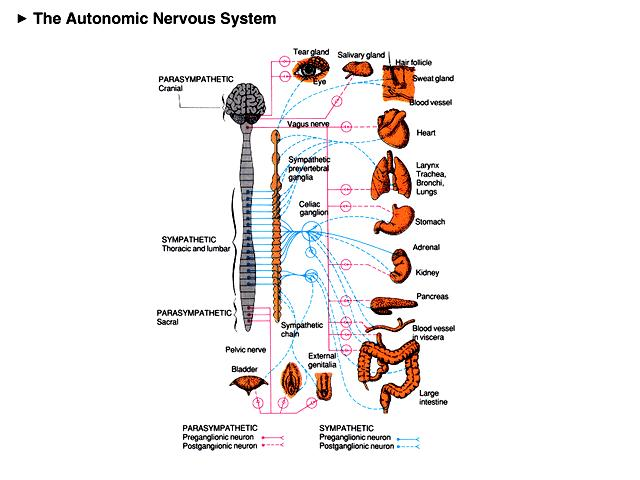 ► The Autonomic Nervous System
Tear gland
Salivary gland
Hair follicle
Eye
Sweat gland
PARASYMPATHETIC
Cranial
Blood vessel
Vagus nerve
Heart
Sympathetic
prevertebral
ganglia
Larynx
Trachea,
Bronchi,
Lungs
Celiac
ganglion
Stomach
SYMPATHETIC
Thoracic and lumbar
Adrenal
Kidney
Pancreas
PARASYMPATHETIC
Sacral
Sympathetic
chain
Blood vessel
in viscera
Pelvic nerve
External
genitalia
Bladder
Large
intestine
PARASYMPATHETIC
Preganglionic neuron
Postganglionic neuron
SYMPATHETIC
Preganglionic neuron
Postganglionic neuron